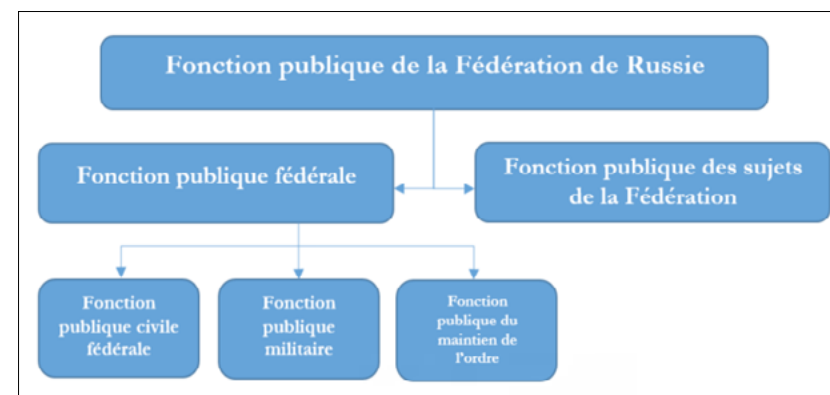 Fonction publique de la Fédération de Russie
Fonction publique fédérale
Fonction publique des sujets
de la Fédération
Fonction
publique civile
fédérale
Fonction
publique
militaire
Fonction
publique du
maintien de
l'ordre